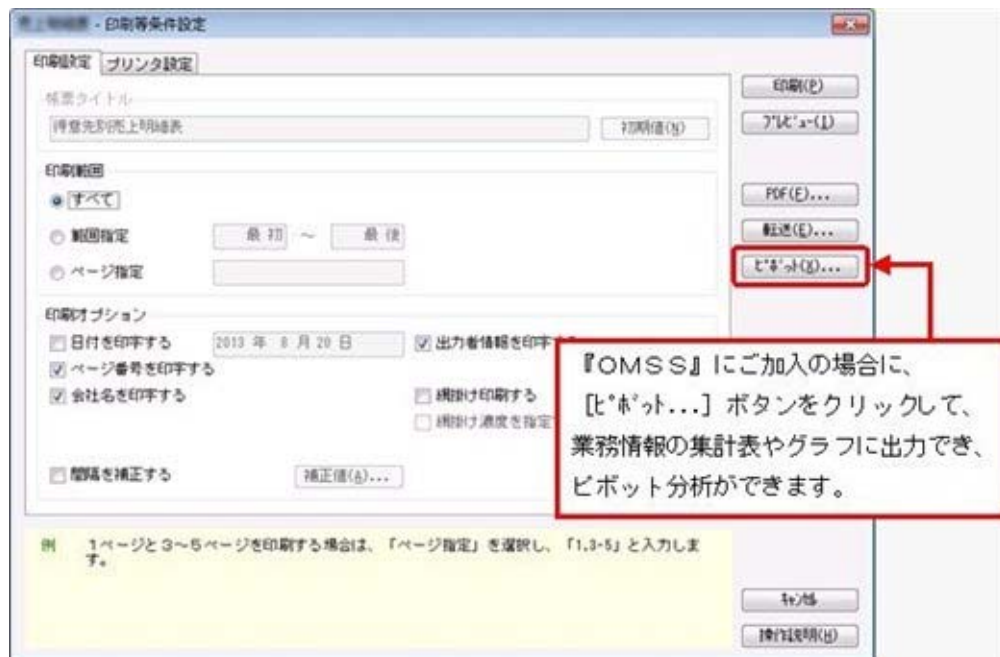 - 印刷等条件設定
印刷設定 プリンタ設定
帳票タイトル
得意先別売上明細表 初期値(N)
印刷(P)
ﾌﾟﾚﾋﾞｭｰ(I)
印刷範囲
すべて
PDF(F)...
範囲指定 最 初 ～ 最 後
転送(E)...
ページ指定
ﾋﾟﾎﾞｯﾄ(X)...
印刷オプション
日付を印字する 2013 年 8 月 20 日 出力者情報を印字す
ページ番号を印字する
会社名を印字する 網掛け印刷する
網掛け濃度を指定
間隔を補正する 補正値(A)...
『ＯＭＳＳ』にご加入の場合に、
［ﾋﾟﾎﾞｯﾄ...］ボタンをクリックして、
業務情報の集計表やグラフに出力でき、
ピボット分析ができます。
例 1ページと3～5ページを印刷する場合は、「ページ指定」を選択し、「1,3-5」と入力しま
す。
ｷｬﾝｾﾙ
操作説明(H)